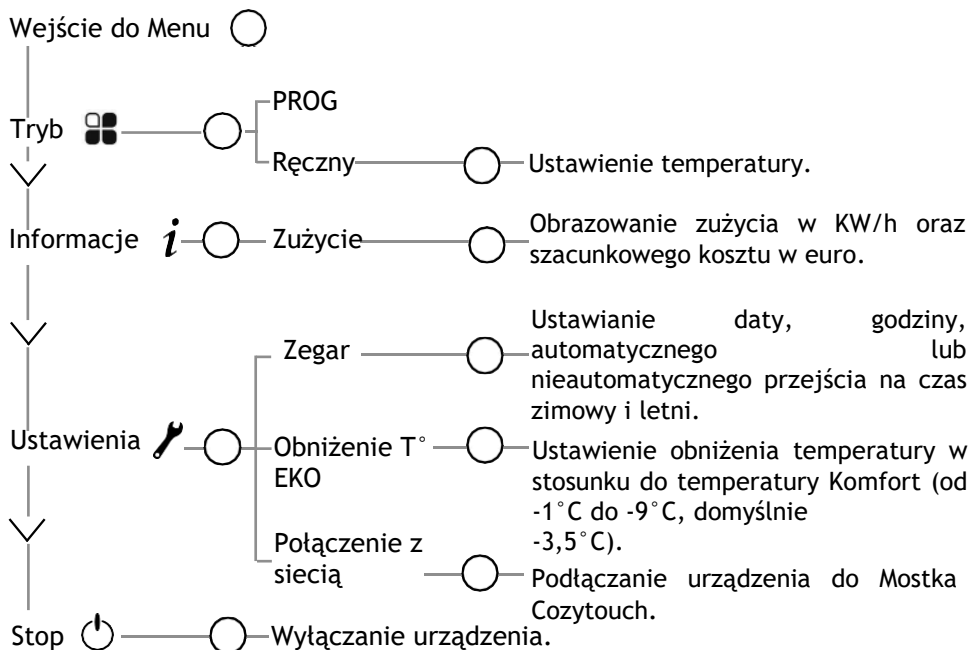 Wejście do Menu
Tryb
PROG
Ręczny
Ustawienie temperatury.
Informacje i
Zużycie
Obrazowanie zużycia w KW/h oraz
szacunkowego kosztu w euro.
Ustawienia
Zegar
Ustawianie daty, godziny,
automatycznego lub
nieautomatycznego przejścia na czas
zimowy i letni.
Obniżenie T°
EKO
Ustawienie obniżenia temperatury w
stosunku do temperatury Komfort (od
-1°C do -9°C, domyślnie
-3,5°C).
Połączenie z
siecią
Podłączanie urządzenia do Mostka
Cozytouch.
Stop
Wyłączanie urządzenia.